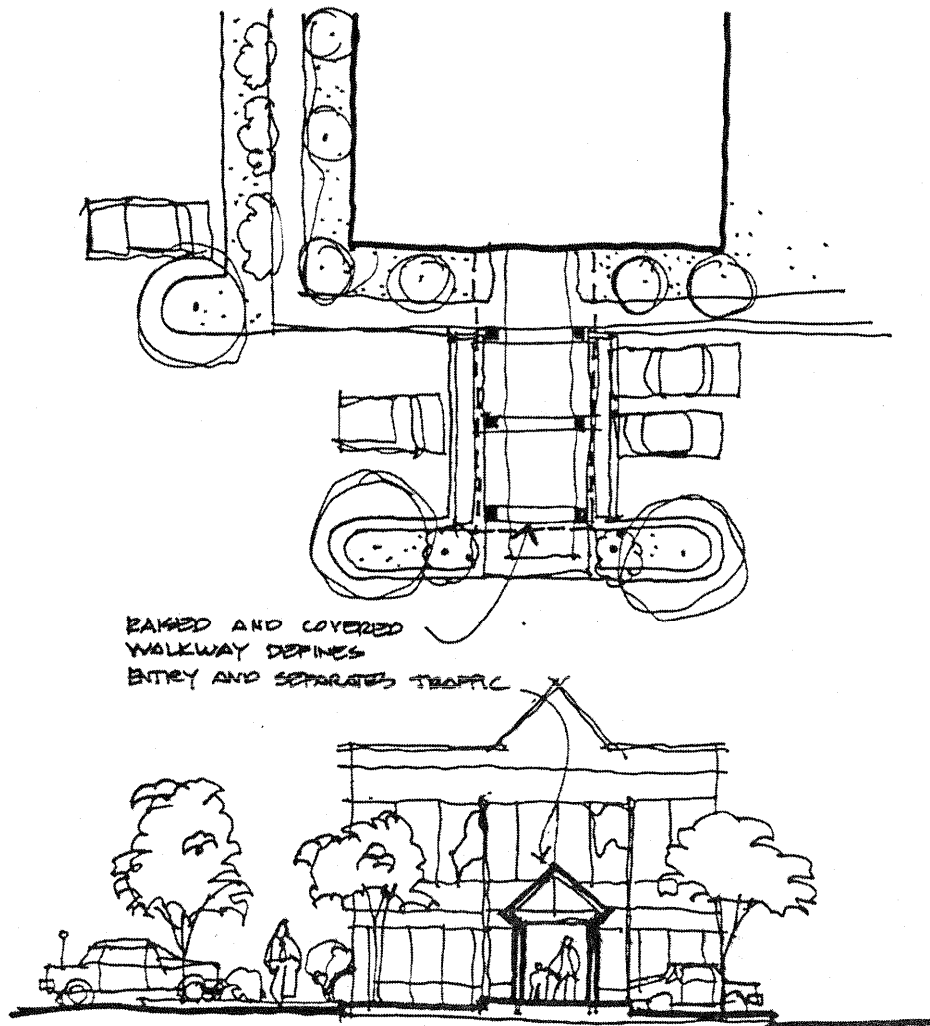 RAISED AND COVERED
WALKWAY DEFINES
ENTRY AND SEPARATES TRAFFIC